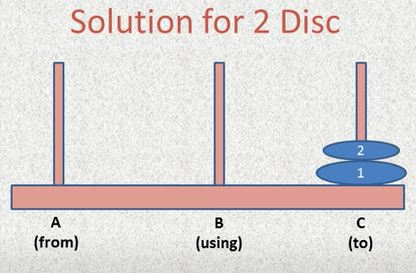 Solution for 2 Disc
2
1
A B C
(from) (using) (to)